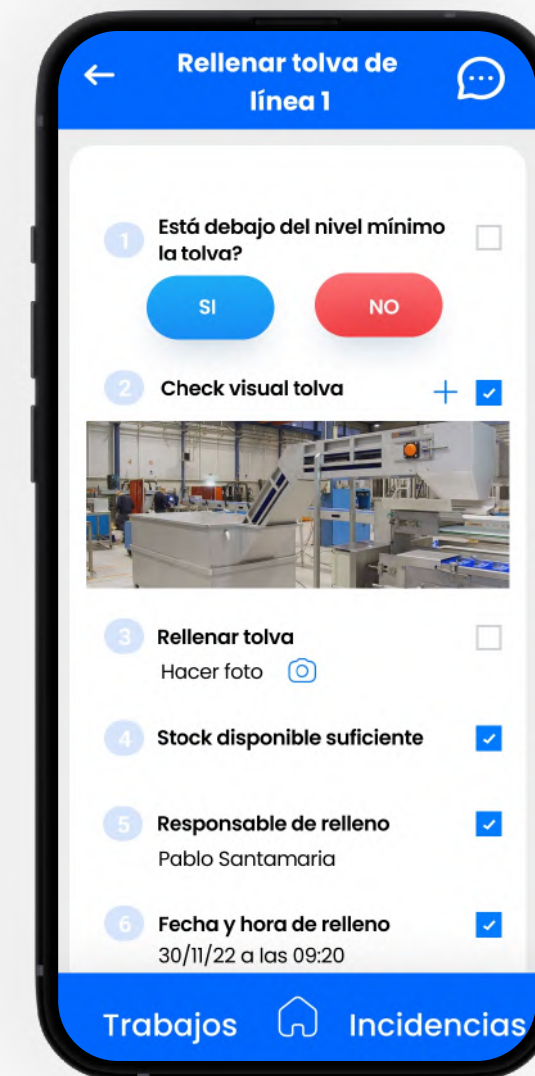 Rellenar tolva de
línea 1
1 Está debajo del nivel mínimo
la tolva?
SI NO
2 Check visual tolva
3 Rellenar tolva
Hacer foto
4 Stock disponible suficiente
5 Responsable de relleno
Pablo Santamaria
6 Fecha y hora de relleno
30/11/22 a las 09:20
Trabajos Incidencias